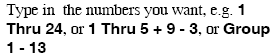 Type in the numbers you want, e.g. 1
Thru 24, or 1 Thru 5 + 9 - 3, or Group
1 - 13